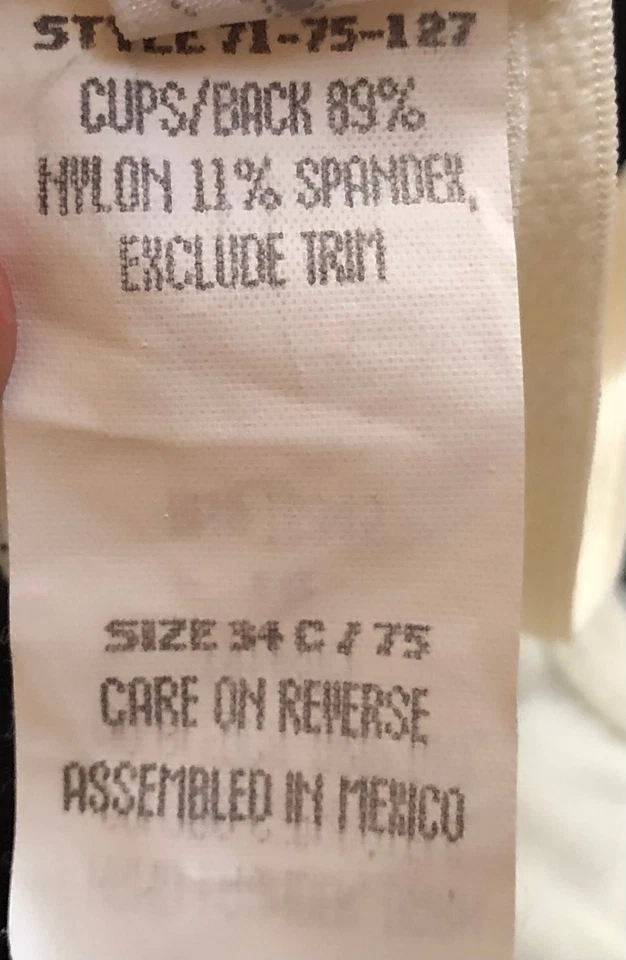 STYLE 71-75-127
CUPS/BACK 89%
NYLON 11% SPANDEX,
EXCLUDE TRIM
SIZE 34 C / 75
CARE ON REVERSE
ASSEMBLED IN MEXICO